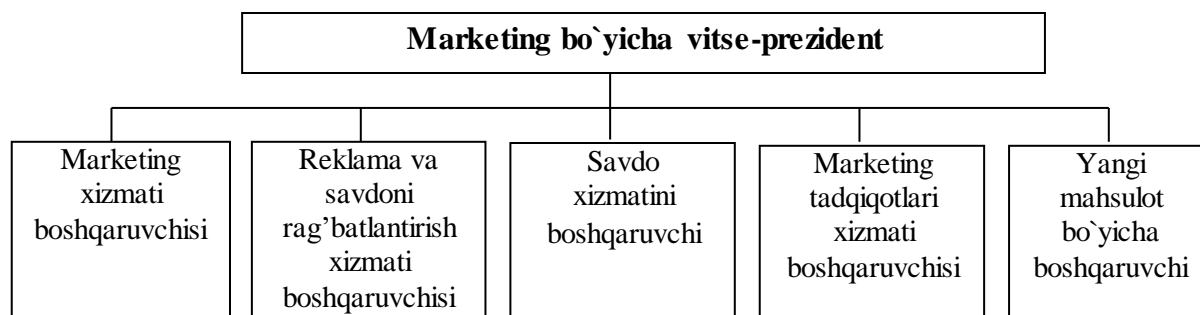 Marketing bo`yicha vitse-prezident
Marketing
xizmati
boshqaruvchisi
Reklama va
savdoni
rag’batlantirish
xizmati
boshqaruvchisi
Savdo
xizmatini
boshqaruvchi
Marketing
tadqiqotlari
xizmati
boshqaruvchisi
Yangi
mahsulot
bo`yicha
boshqaruvchi